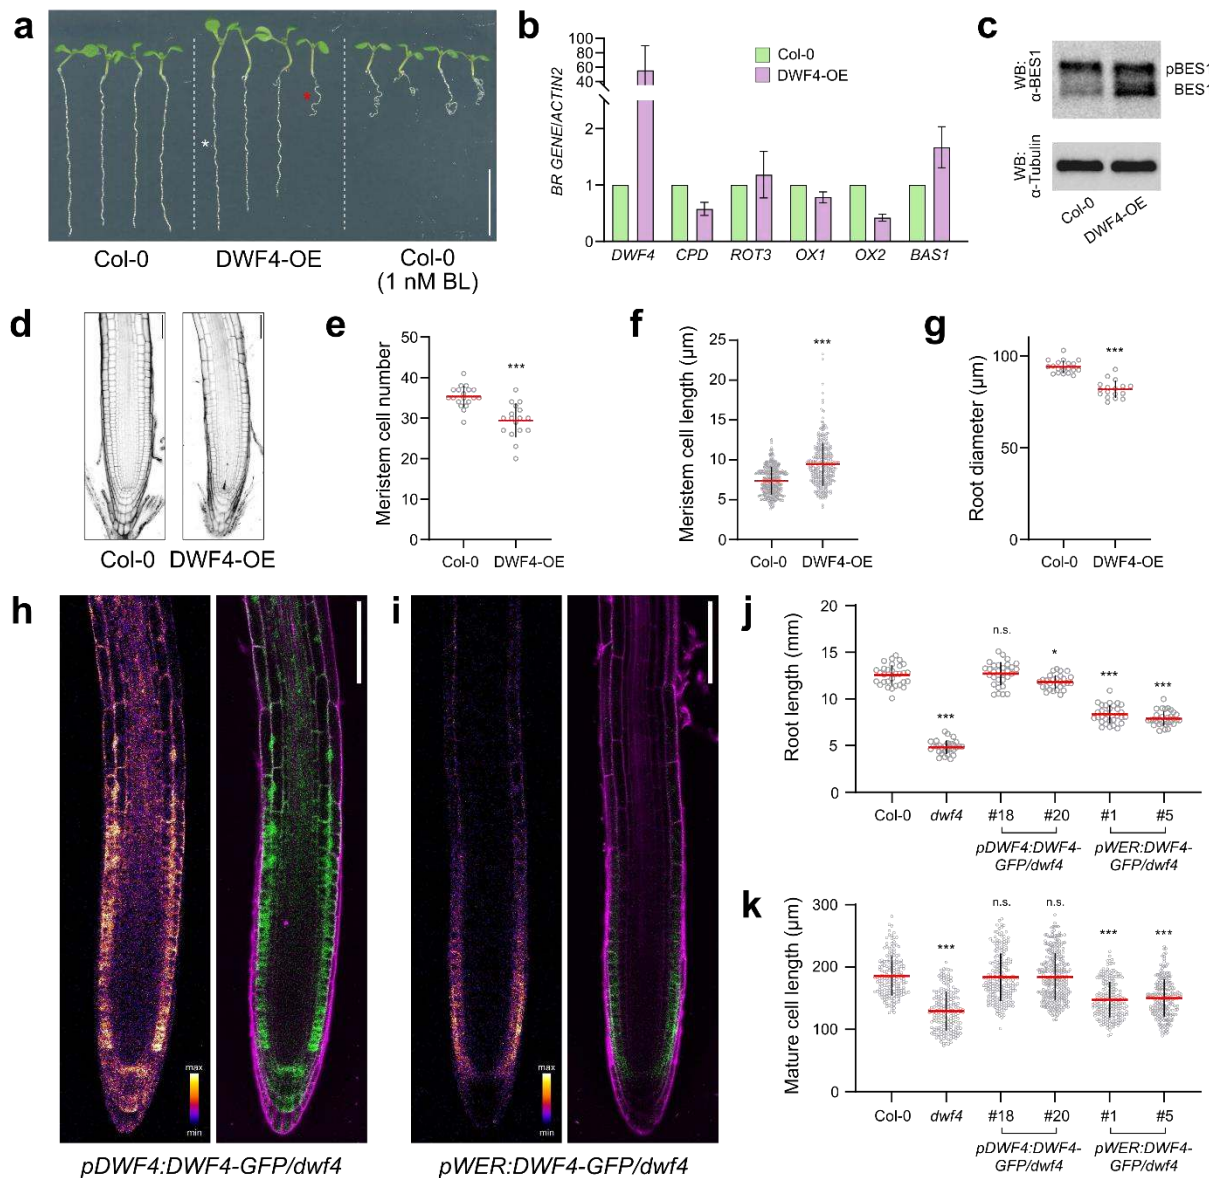 a
*
*
Col-0
DWF4-OE
Col-0
(1 nM BL)
b
BR GENE/ACTIN2
100
80
60
40
2
1
0
Col-0
DWF4-OE
DWF4 CPD ROT3 OX1 OX2 BAS1
c
WB:
α-BES1
pBES1
BES1
WB:
α-Tubulin
Col-0
DWF4-OE
d
Col-0 DWF4-OE
e
Meristem cell number
50
40
30
20
10
0
***
Col-0 DWF4-OE
f
Meristem cell length (µm)
25
20
15
10
5
0
***
Col-0 DWF4-OE
g
Root diameter (µm)
100
50
0
***
Col-0 DWF4-OE
h
max
min
pDWF4:DWF4-GFP/dwf4
i
max
min
pWER:DWF4-GFP/dwf4
j
Root length (mm)
20
15
10
5
0
***
n.s.
*
***
***
Col-0 dwf4 #18 #20 #1 #5
pDWF4:DWF4-
GFP/dwf4
pWER:DWF4-
GFP/dwf4
k
Mature cell length (µm)
300
200
100
0
***
n.s.
n.s.
***
***
Col-0 dwf4 #18 #20 #1 #5
pDWF4:DWF4-
GFP/dwf4
pWER:DWF4-
GFP/dwf4